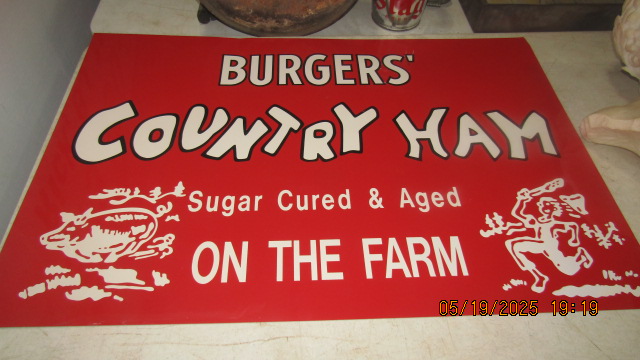 BURGERS'
COUNTRY HAM
Sugar Cured & Aged
ON THE FARM
05/19/2025 19:19